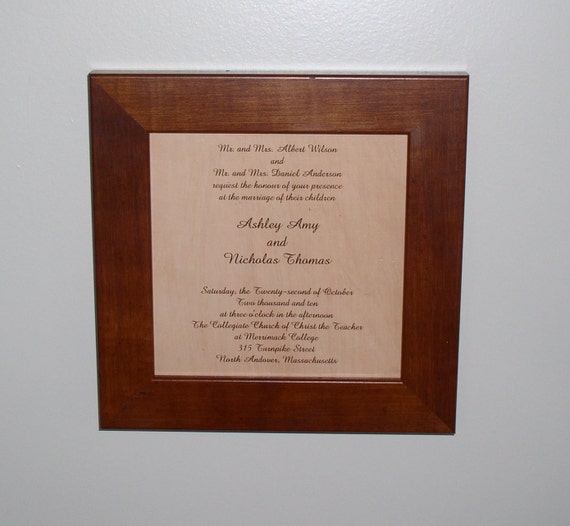 Mr. and Mrs. Albert Wilson
and
Mr. and Mrs. Daniel Anderson
request the honour of your presence
at the marriage of their children
Ashley Amy
and
Nicholas Thomas
Saturday, the Twenty-second of October
Two thousand and ten
at three o'clock in the afternoon
The Collegiate Church of Christ the Teacher
at Merrimack College
315 Turnpike Street
North Andover, Massachusetts